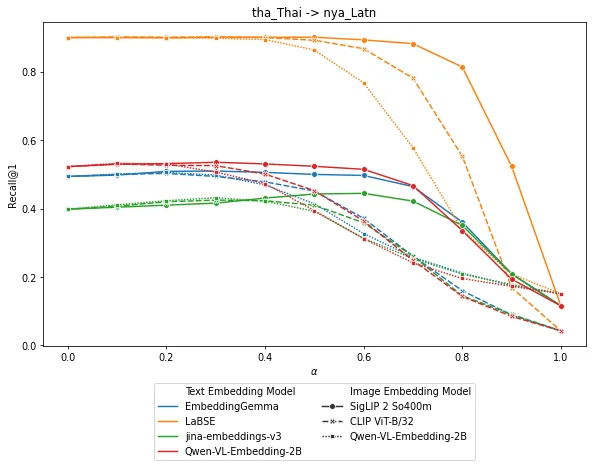 tha_Thai -> nya_Latn
Recall@1
0.8
0.6
0.4
0.2
0.0
0.0 0.2 0.4 0.6 0.8 1.0
α
Text Embedding Model
EmbeddingGemma
LaBSE
jina-embeddings-v3
Qwen-VL-Embedding-2B
Image Embedding Model
SigLIP 2 So400m
CLIP ViT-B/32
Qwen-VL-Embedding-2B